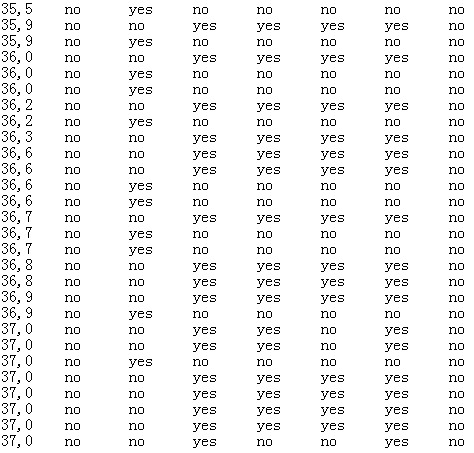 35,5 no yes no no no no no
35,9 no no yes yes yes yes no
35,9 no yes no no no no no
36,0 no no yes yes yes yes no
36,0 no yes no no no no no
36,0 no yes no no no no no
36,2 no no yes yes yes yes no
36,2 no yes no no no no no
36,3 no no yes yes yes yes no
36,6 no no yes yes yes yes no
36,6 no no yes yes yes yes no
36,6 no yes no no no no no
36,6 no yes no no no no no
36,7 no no yes yes yes yes no
36,7 no yes no no no no no
36,7 no yes no no no no no
36,8 no no yes yes yes yes no
36,8 no no yes yes yes yes no
36,9 no no yes yes yes yes no
36,9 no yes no no no no no
37,0 no no yes yes no yes no
37,0 no no yes yes no yes no
37,0 no yes no no no no no
37,0 no no yes yes yes yes no
37,0 no no yes yes yes yes no
37,0 no no yes yes yes yes no
37,0 no no yes yes yes yes no
37,0 no no yes no no yes no